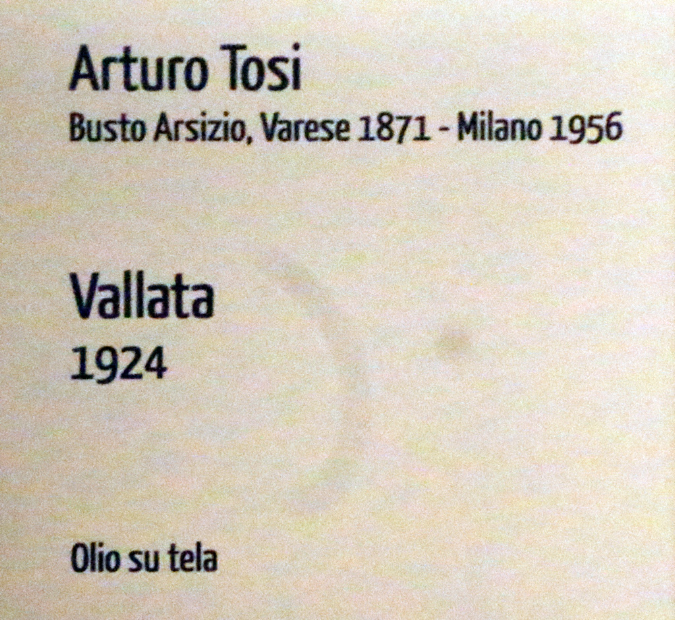 Arturo Tosi
Busto Arsizio, Varese 1871 - Milano 1956
Vallata
1924
Olio su tela